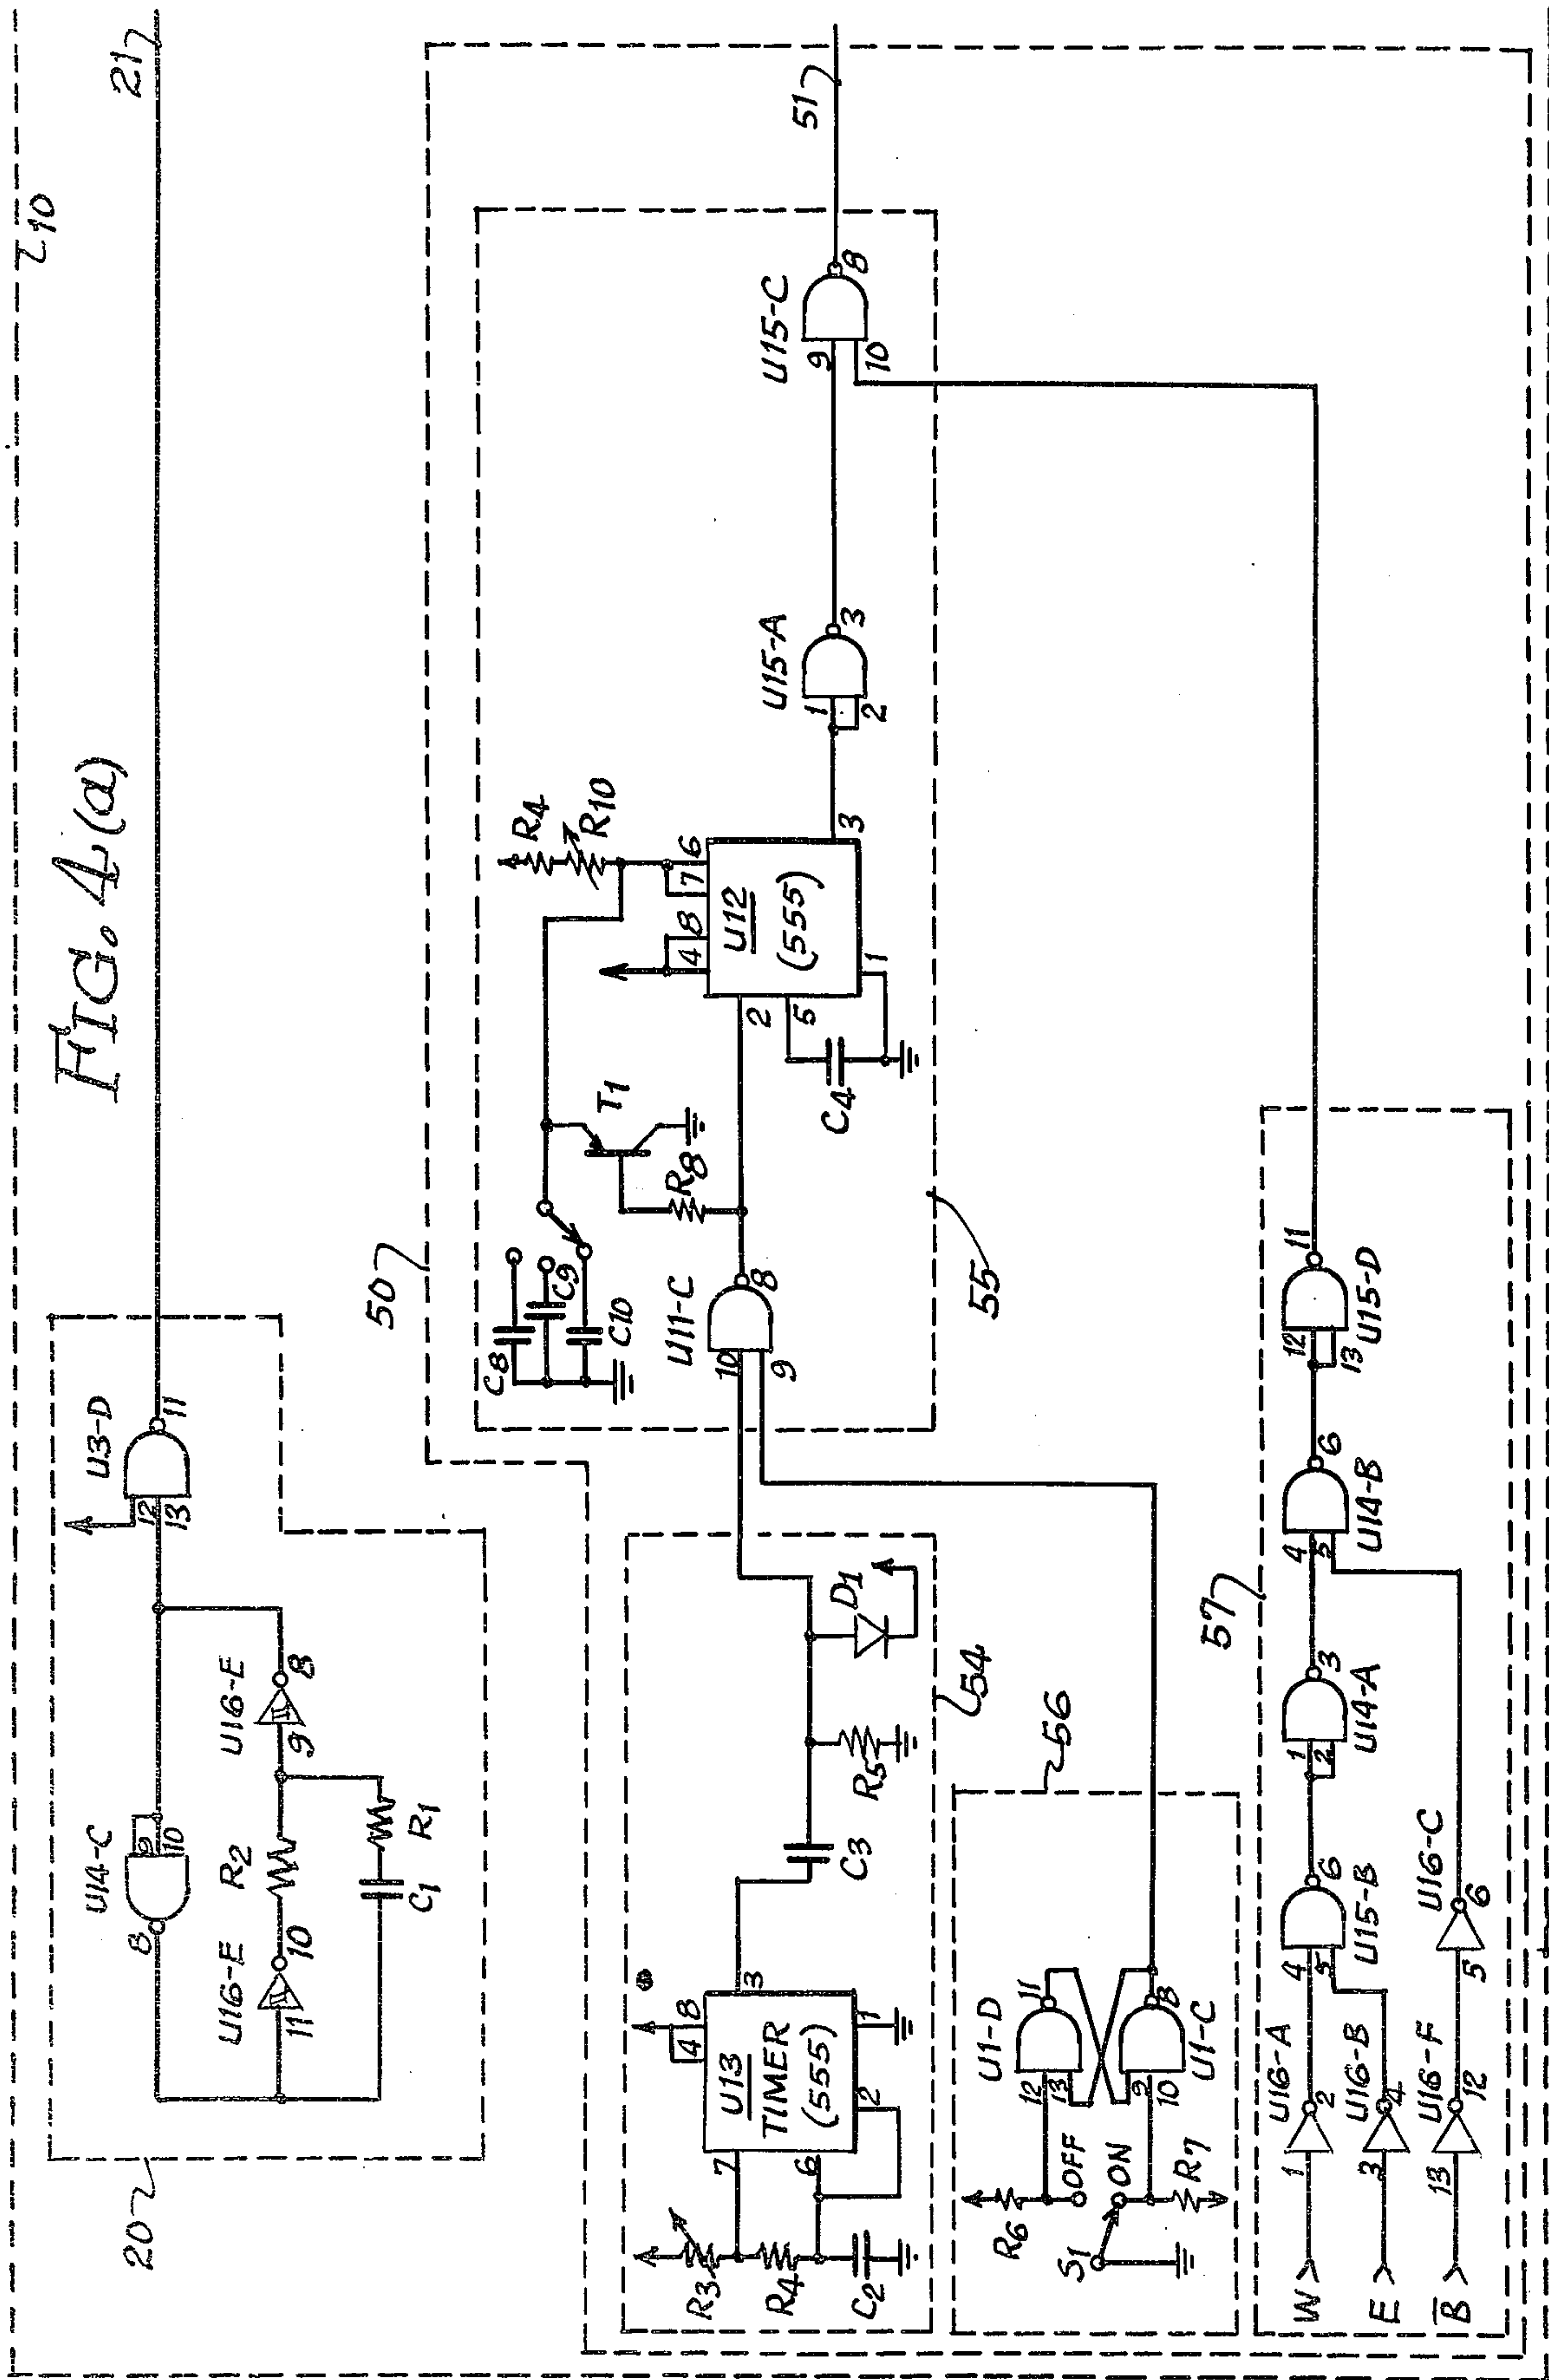 FIG. 4(a)
10
21
20
U14-C
8
9
10
U3-D
12
13
11
U16-E
11
10
R2
U16-E
9
8
C1
R1
50
51
55
C8
C9
C10
T1
R8
R4
R10
U11-C
10
9
8
2
5
4
8
7
6
U12
(555)
1
3
C4
U15-A
1
2
3
U15-C
9
10
8
54
R3
R4
C2
7
6
4
8
U13
TIMER
(555)
2
1
3
C3
R5
D1
56
R6
OFF
S1
ON
R7
U1-D
12
13
11
9
10
8
U1-C
57
W
E
B̅
1
U16-A
2
3
U16-B
4
13
U16-F
12
4
5
U15-B
6
5
U16-C
6
1
2
U14-A
3
4
5
U14-B
6
12
13
U15-D
11